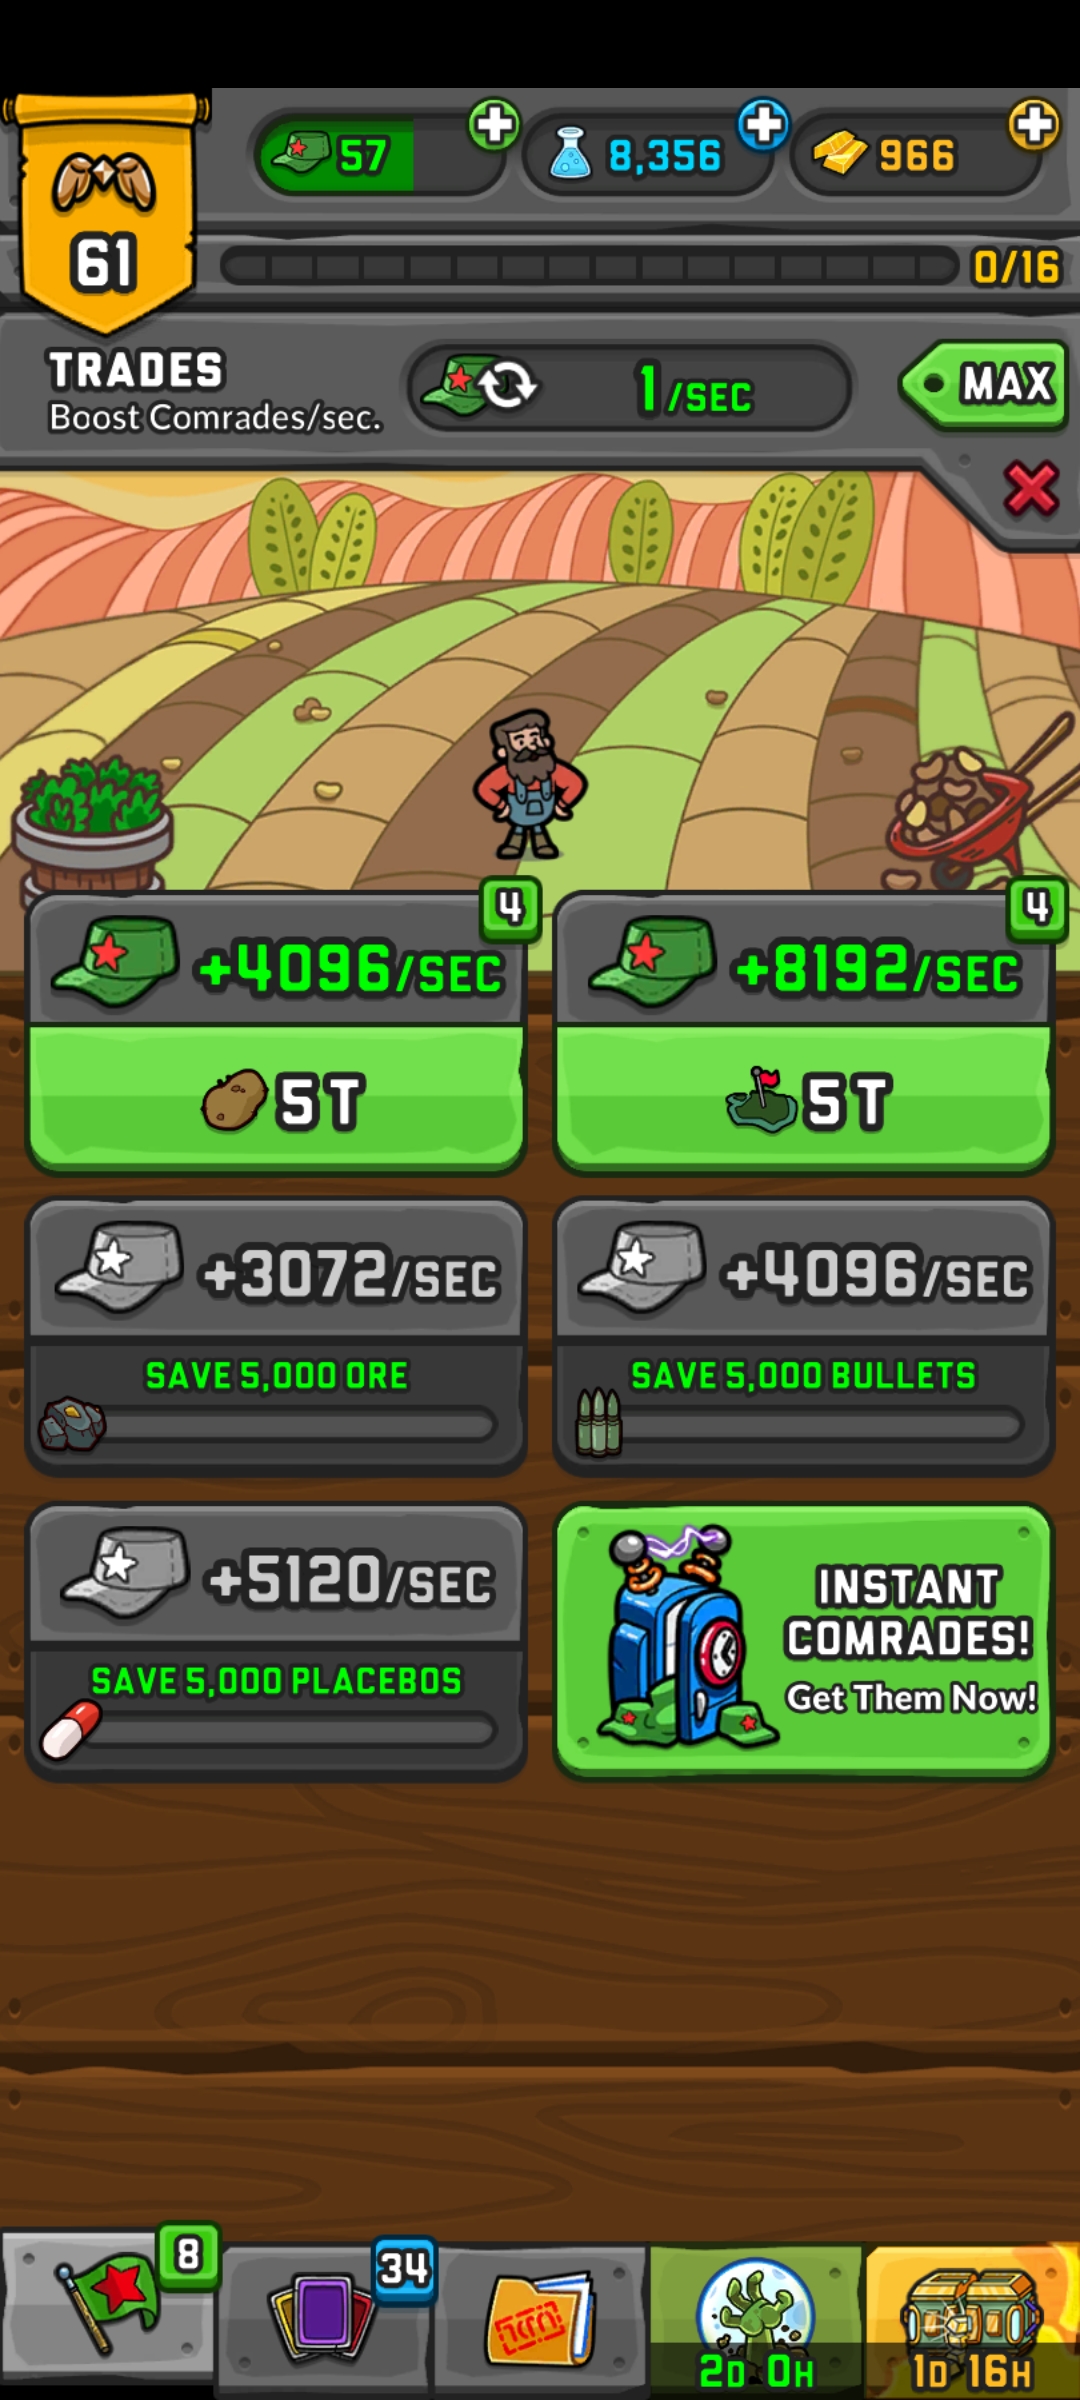 57
8,356
966
61
0/16
TRADES
Boost Comrades/sec.
1/SEC
MAX
4
+4096/SEC
5 T
4
+8192/SEC
5 T
+3072/SEC
SAVE 5,000 ORE
+4096/SEC
SAVE 5,000 BULLETS
+5120/SEC
SAVE 5,000 PLACEBOS
INSTANT
COMRADES!
Get Them Now!
8
34
2D 0H
1D 16H